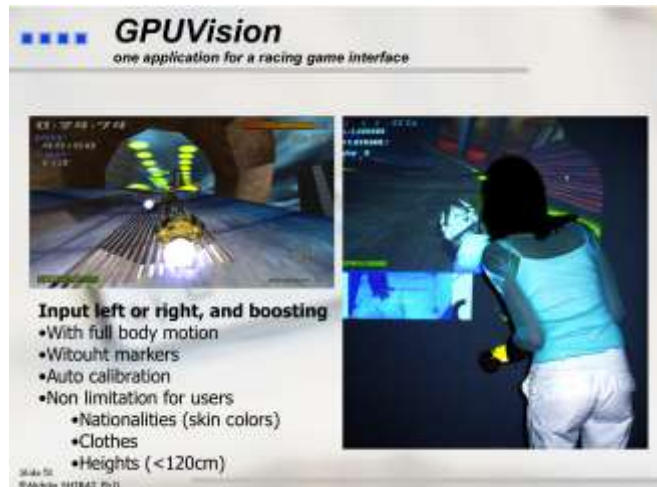 GPUVision
one application for a racing game interface
Input left or right, and boosting
•With full body motion
•Witouht markers
•Auto calibration
•Non limitation for users
•Nationalities (skin colors)
•Clothes
•Heights (<120cm)